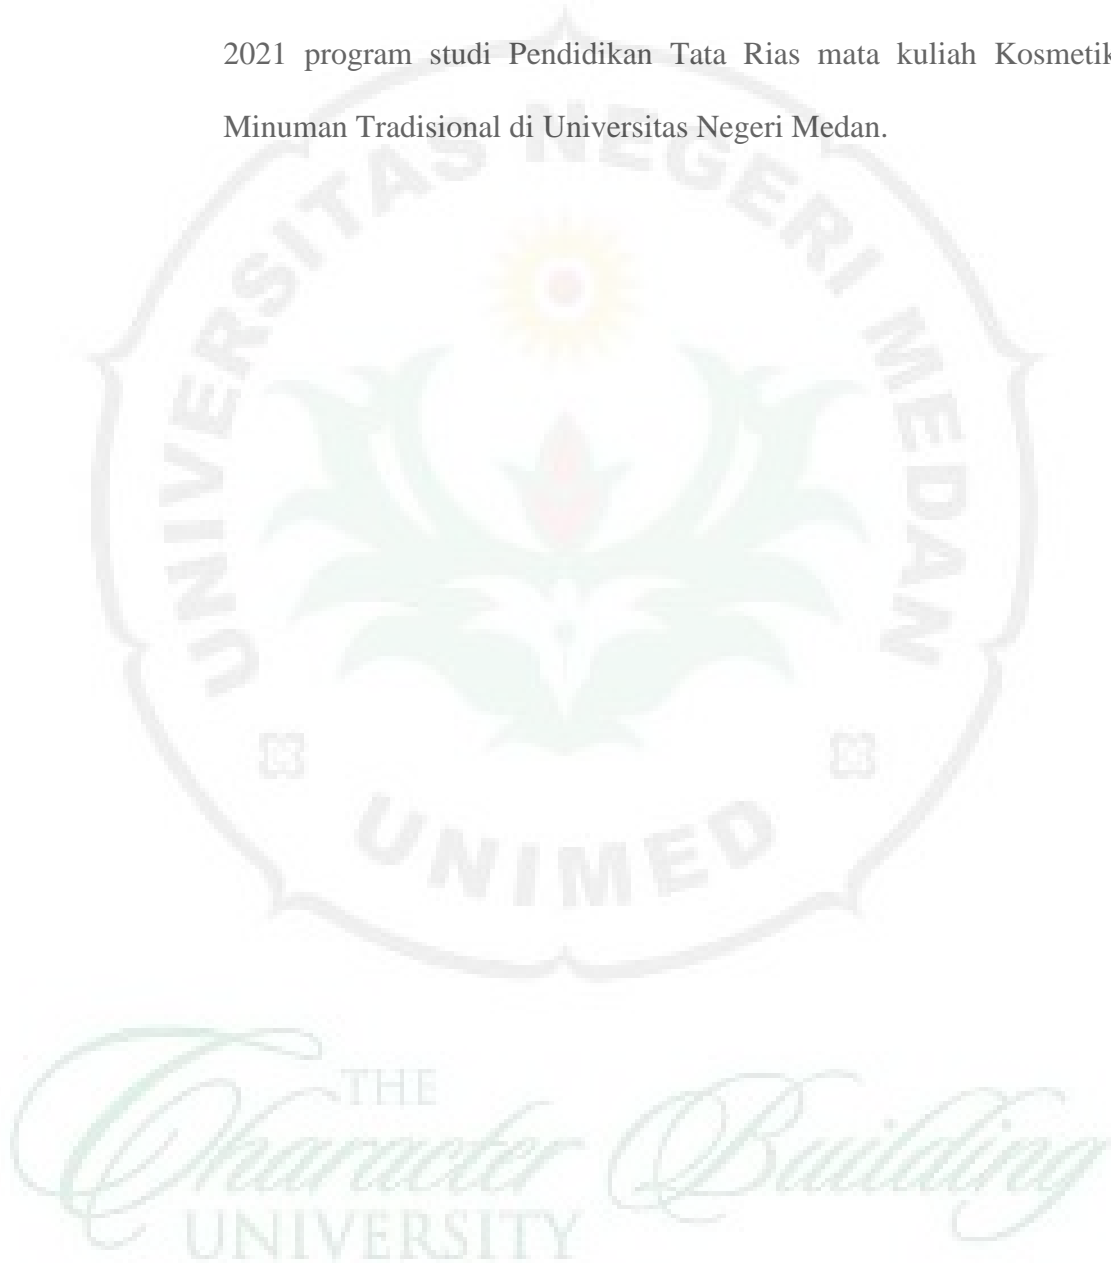 2021 program studi Pendidikan Tata Rias mata kuliah Kosmetik
Minuman Tradisional di Universitas Negeri Medan.
UNIVERSITAS NEGERI MEDAN
UNIMED
THE
Character Building
UNIVERSITY